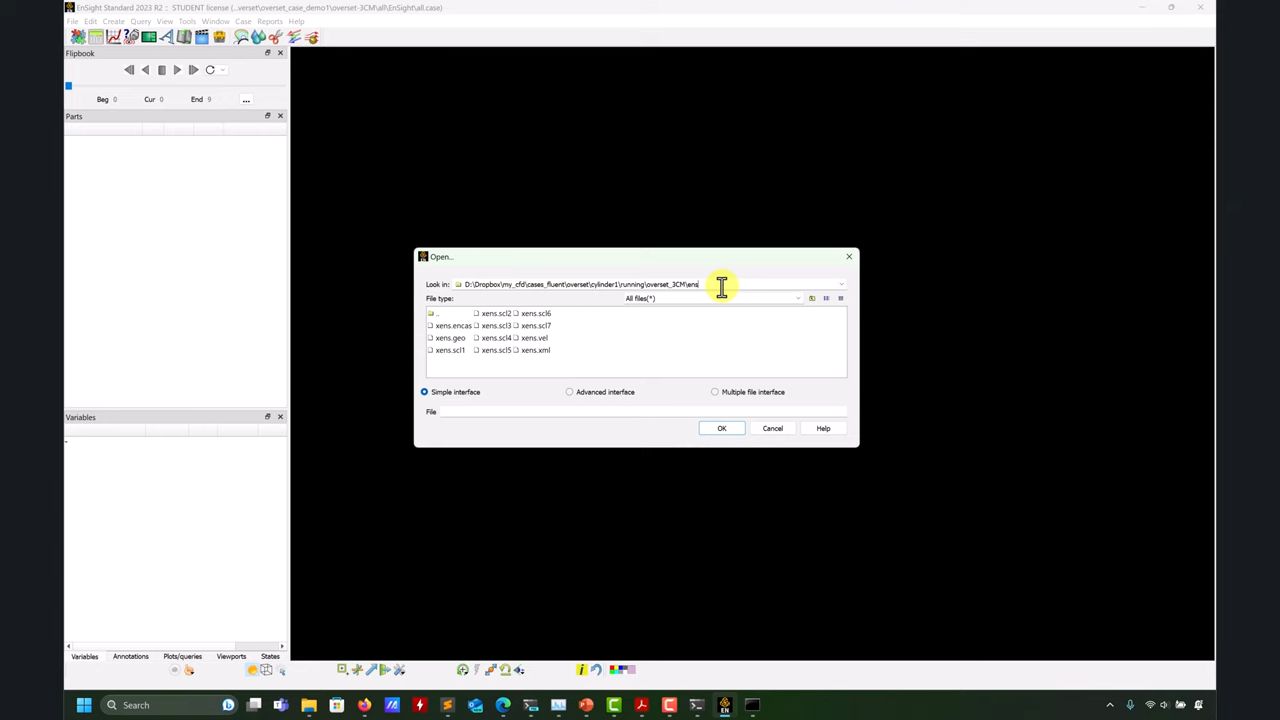 EnSight Standard 2023 R2 :: STUDENT license (..verset\overset_case_demo1\overset-3CM\all\EnSight\all.case)
File Edit Create Query View Tools Window Case Reports Help
Flipbook
Beg 0 Cur 0 End 9 ...
Parts
Open...
Look in: D:\Dropbox\my_cfd\cases_fluent\overset\cylinder1\running\overset_3CM\ens
File type: All files(*)
.. xens.scl2 xens.scl6
xens.encas xens.scl3 xens.scl7
xens.geo xens.scl4 xens.vel
xens.scl1 xens.scl5 xens.xml
Simple interface Advanced interface Multiple file interface
File
OK Cancel Help
Variables
Variables Annotations Plots/queries Viewports States
Search